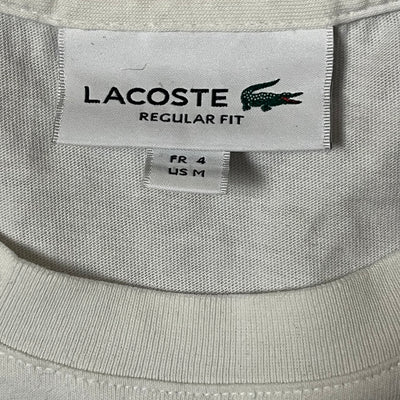 LACOSTE
REGULAR FIT
FR 4
US M